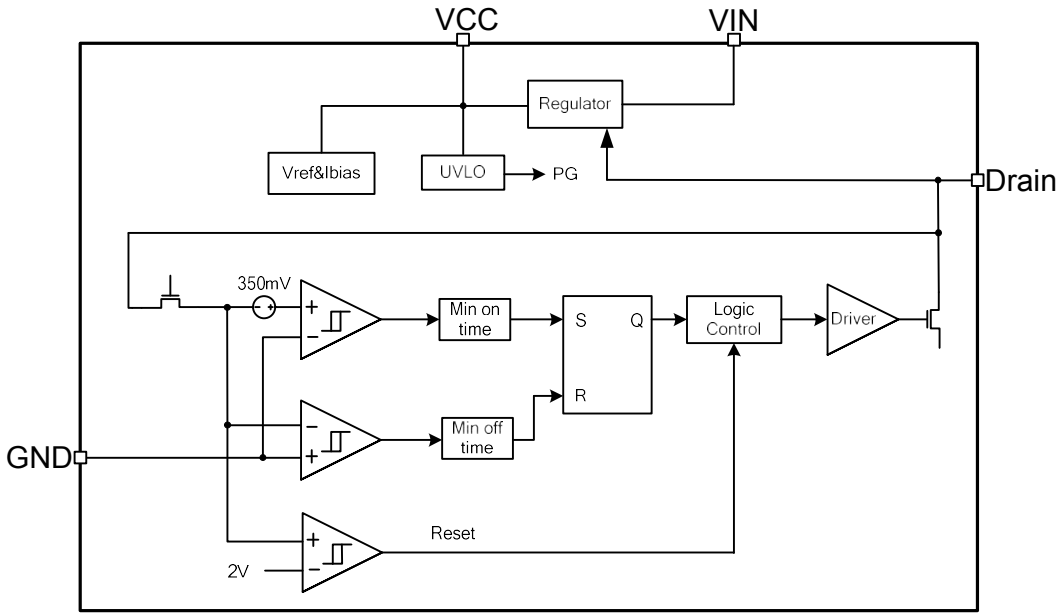 VCC
VIN
Regulator
Vref&Ibias
UVLO
PG
Drain
350mV
+
−
Min on
time
S
Q
R
Logic
Control
Driver
−
+
Min off
time
GND
+
−
2V
Reset